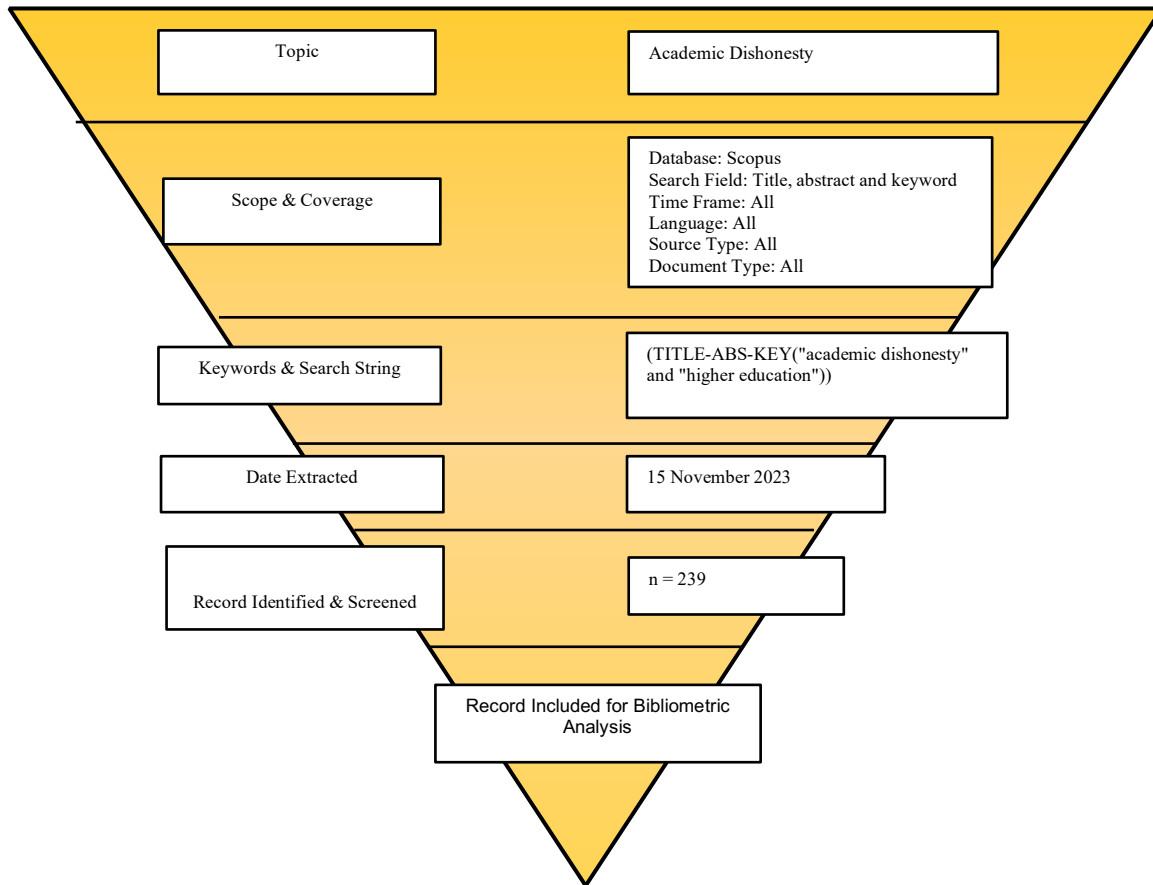 Topic
Academic Dishonesty
Scope & Coverage
Database: Scopus
Search Field: Title, abstract and keyword
Time Frame: All
Language: All
Source Type: All
Document Type: All
Keywords & Search String
(TITLE-ABS-KEY("academic dishonesty"
and "higher education"))
Date Extracted
15 November 2023
Record Identified & Screened
n = 239
Record Included for Bibliometric
Analysis